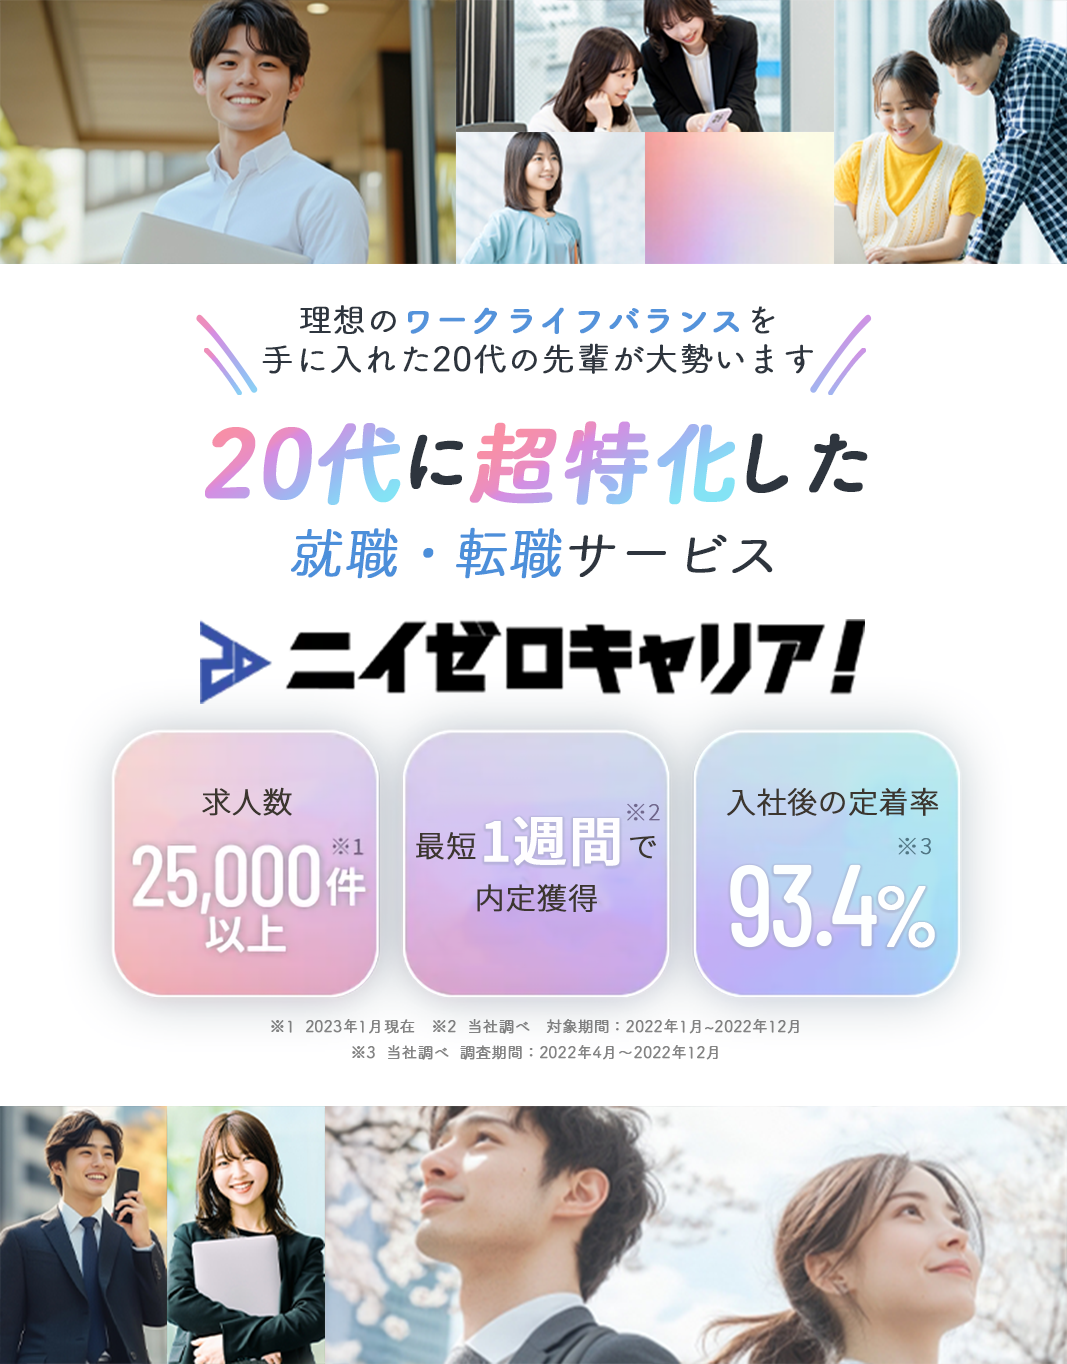 理想のワークライフバランスを
手に入れた20代の先輩が大勢います
20代に超特化した
就職・転職サービス
ニイゼロキャリア!
求人数
※1
25,000件
以上
※2
最短1週間で
内定獲得
入社後の定着率
※3
93.4%
※1 2023年1月現在 ※2 当社調べ 対象期間：2022年1月~2022年12月
※3 当社調べ 調査期間：2022年4月〜2022年12月